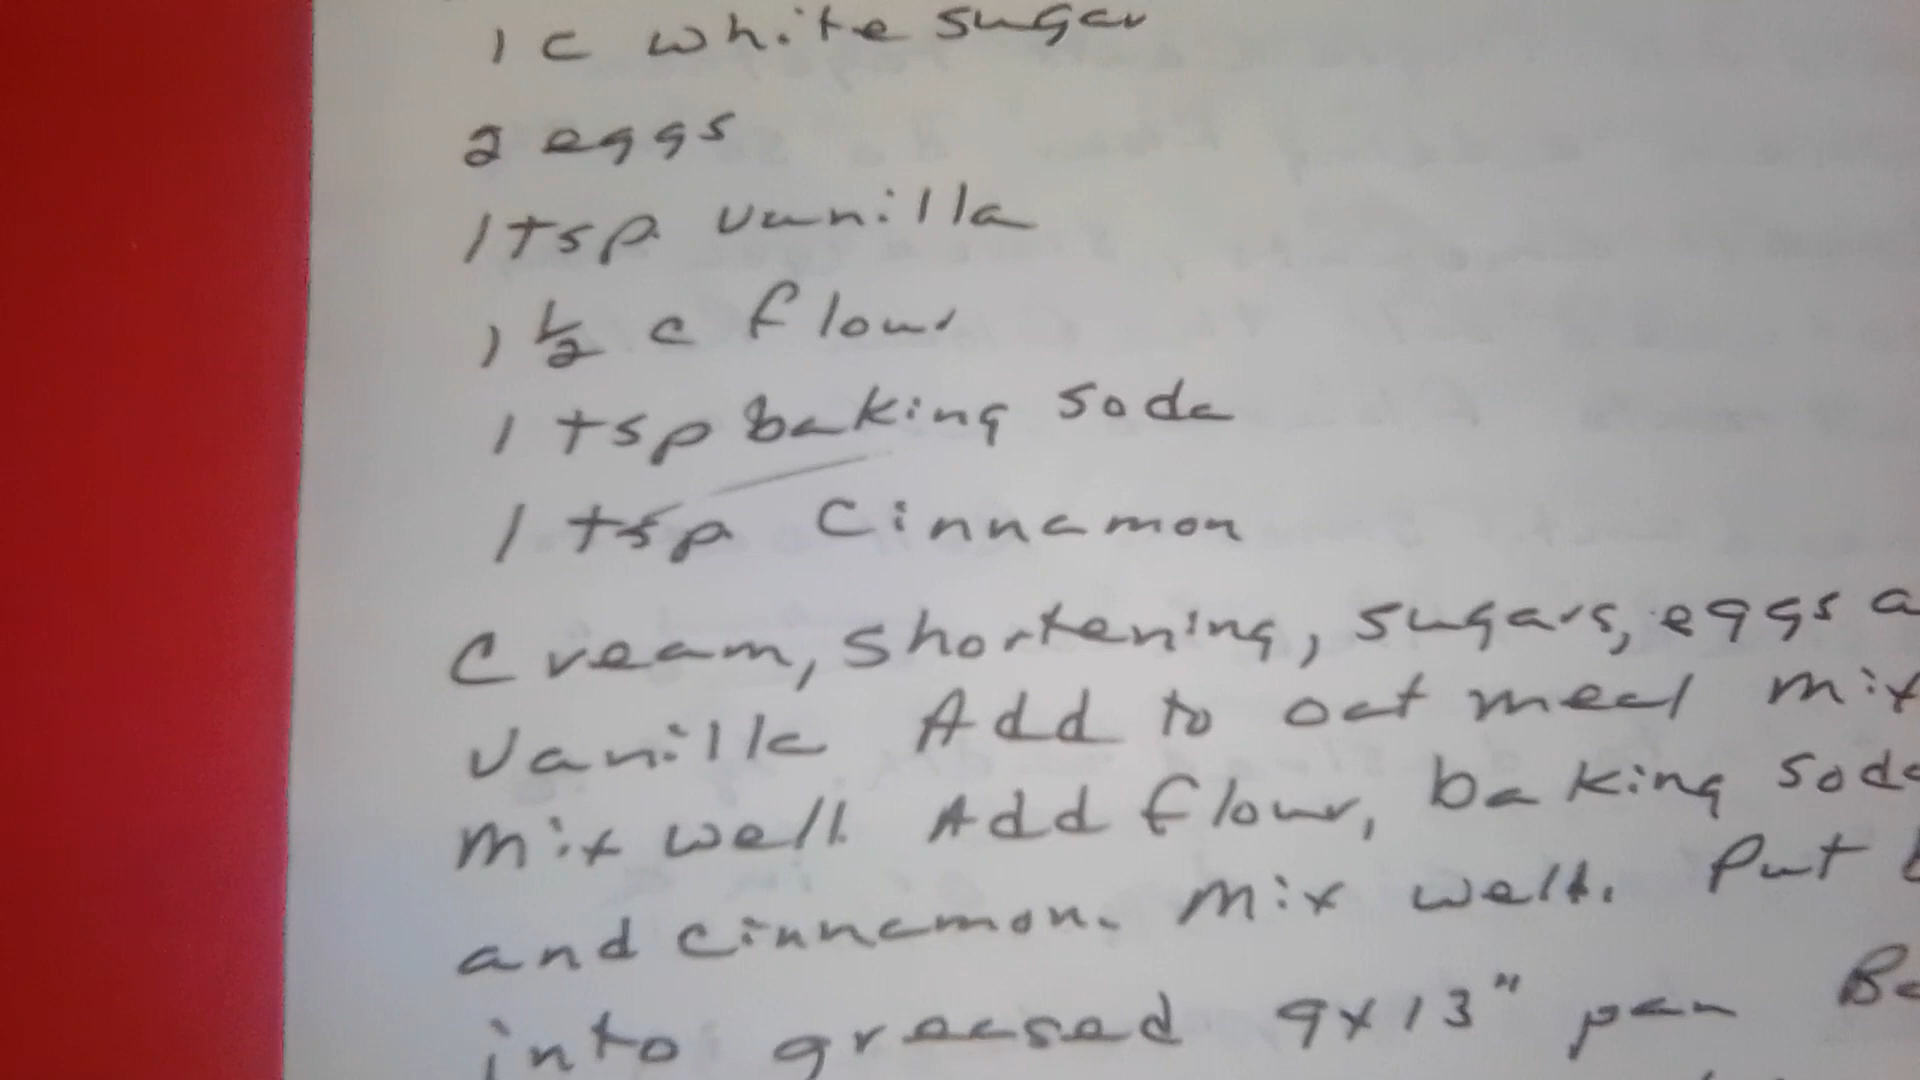 1 c white sugar
2 eggs
1 tsp vanilla
1 1/2 c flour
1 tsp baking soda
1 tsp Cinnamon
Cream, shortening, sugars, eggs a
Vanilla Add to oat meal mix
mix well. Add flour, baking soda
and cinnamon. Mix well. Put
into greased 9x13" pan Ba